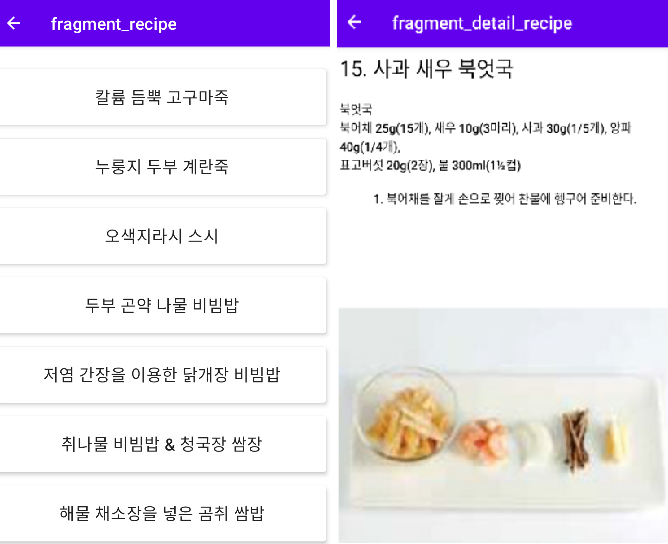 fragment_recipe
칼륨 듬뿍 고구마죽
누룽지 두부 계란죽
오색지라시 스시
두부 곤약 나물 비빔밥
저염 간장을 이용한 닭개장 비빔밥
취나물 비빔밥 & 청국장 쌈장
해물 채소장을 넣은 곰취 쌈밥
fragment_detail_recipe
15. 사과 새우 북엇국
북엇국
북어채 25g(15개), 새우 10g(3마리), 사과 30g(1/5개), 양파
40g(1/4개),
표고버섯 20g(2장), 물 300ml(1½컵)
1. 북어채를 잘게 손으로 찢어 찬물에 헹구어 준비한다.